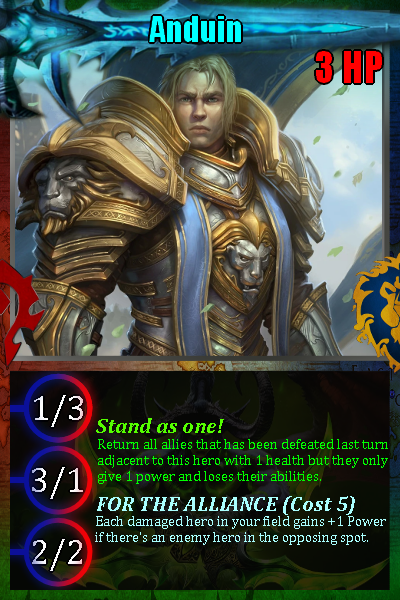 Anduin
3 HP
1/3
3/1
2/2
Stand as one!
Return all allies that has been defeated last turn
adjacent to this hero with 1 health but they only
give 1 power and loses their abilities.
FOR THE ALLIANCE (Cost 5)
Each damaged hero in your field gains +1 Power
if there's an enemy hero in the opposing spot.